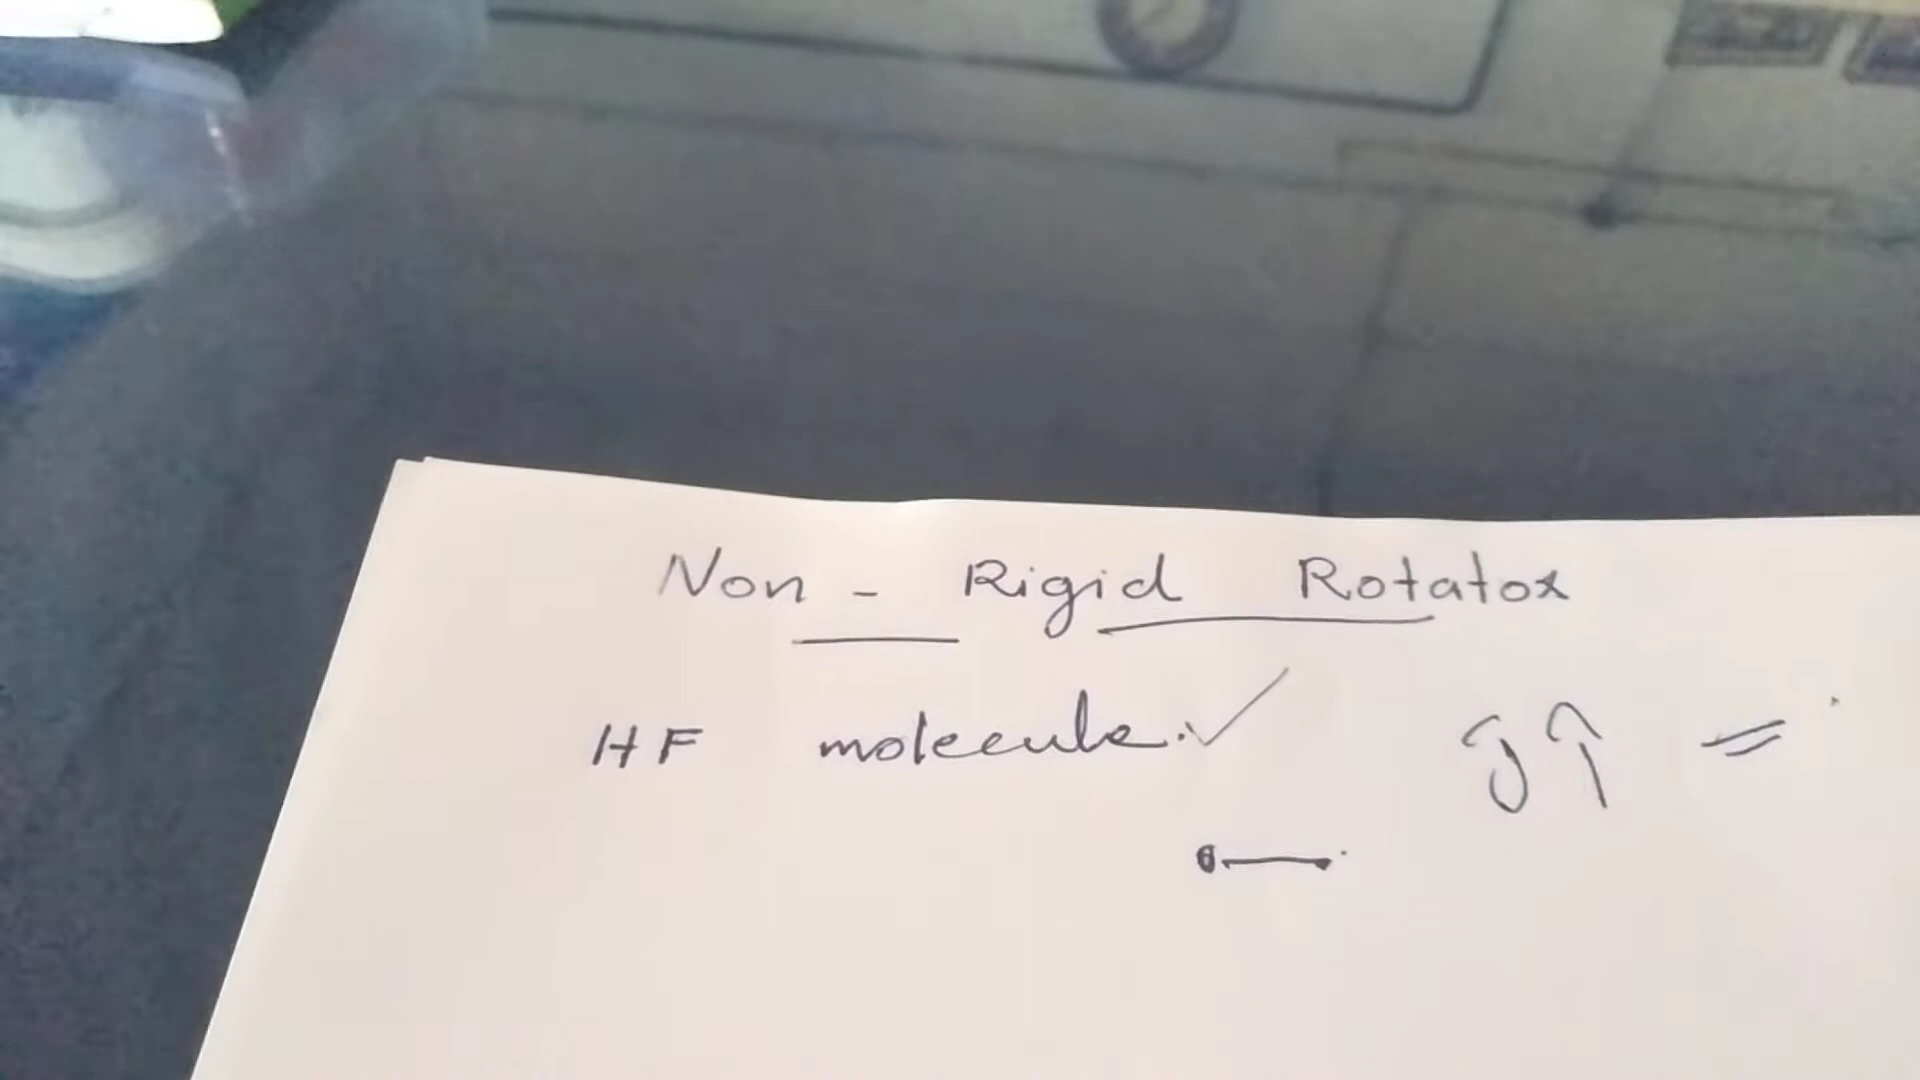 Non - Rigid Rotator
HF molecule. ✓ J↑ =